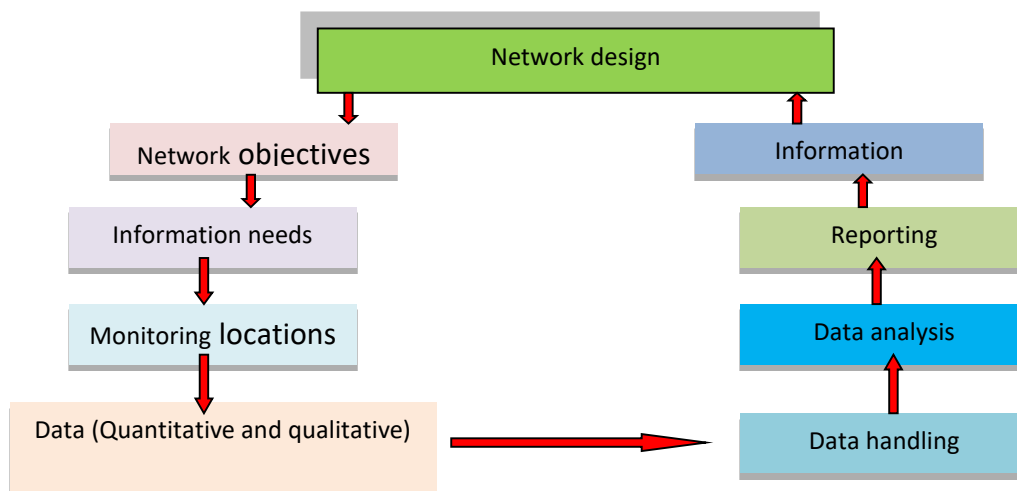 Network design
Network objectives
Information
Information needs
Reporting
Monitoring locations
Data analysis
Data (Quantitative and qualitative)
Data handling